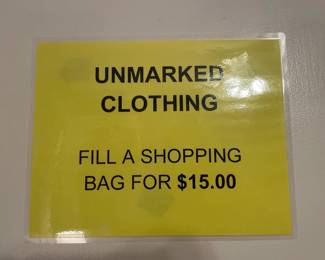 UNMARKED
CLOTHING
FILL A SHOPPING
BAG FOR $15.00